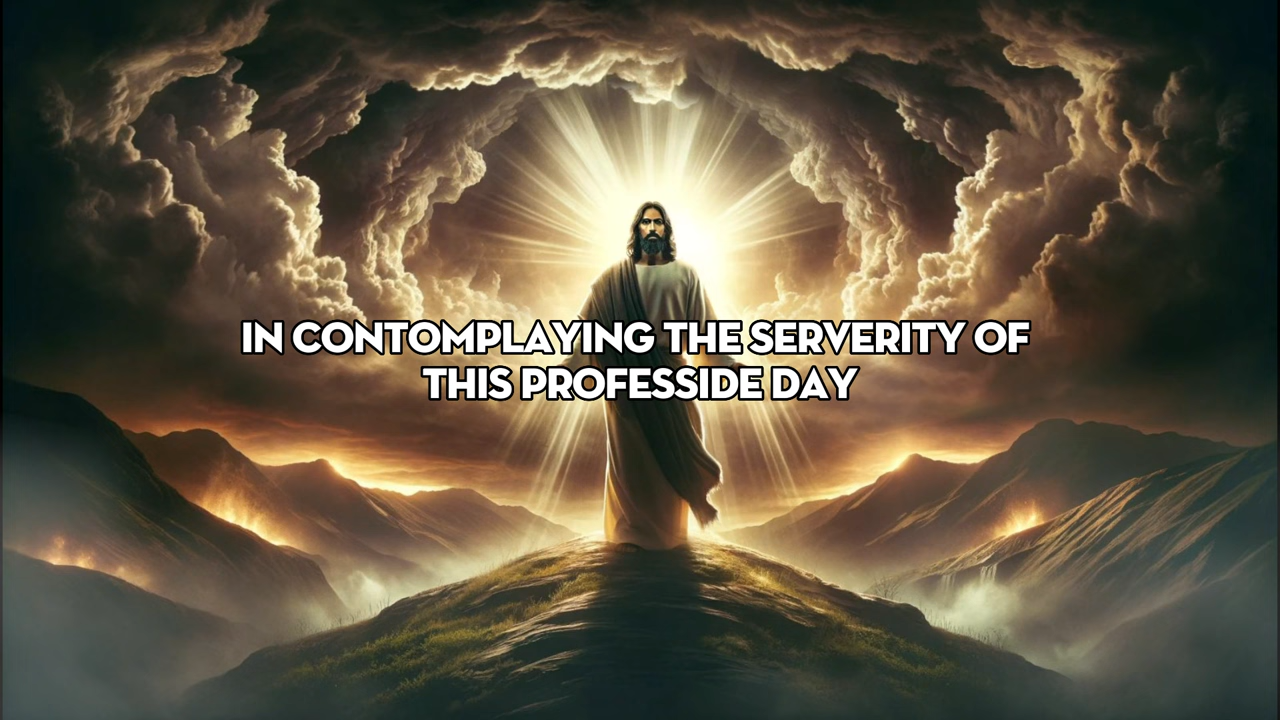 IN CONTOMPLAYING THE SERVERITY OF
THIS PROFESSIDE DAY